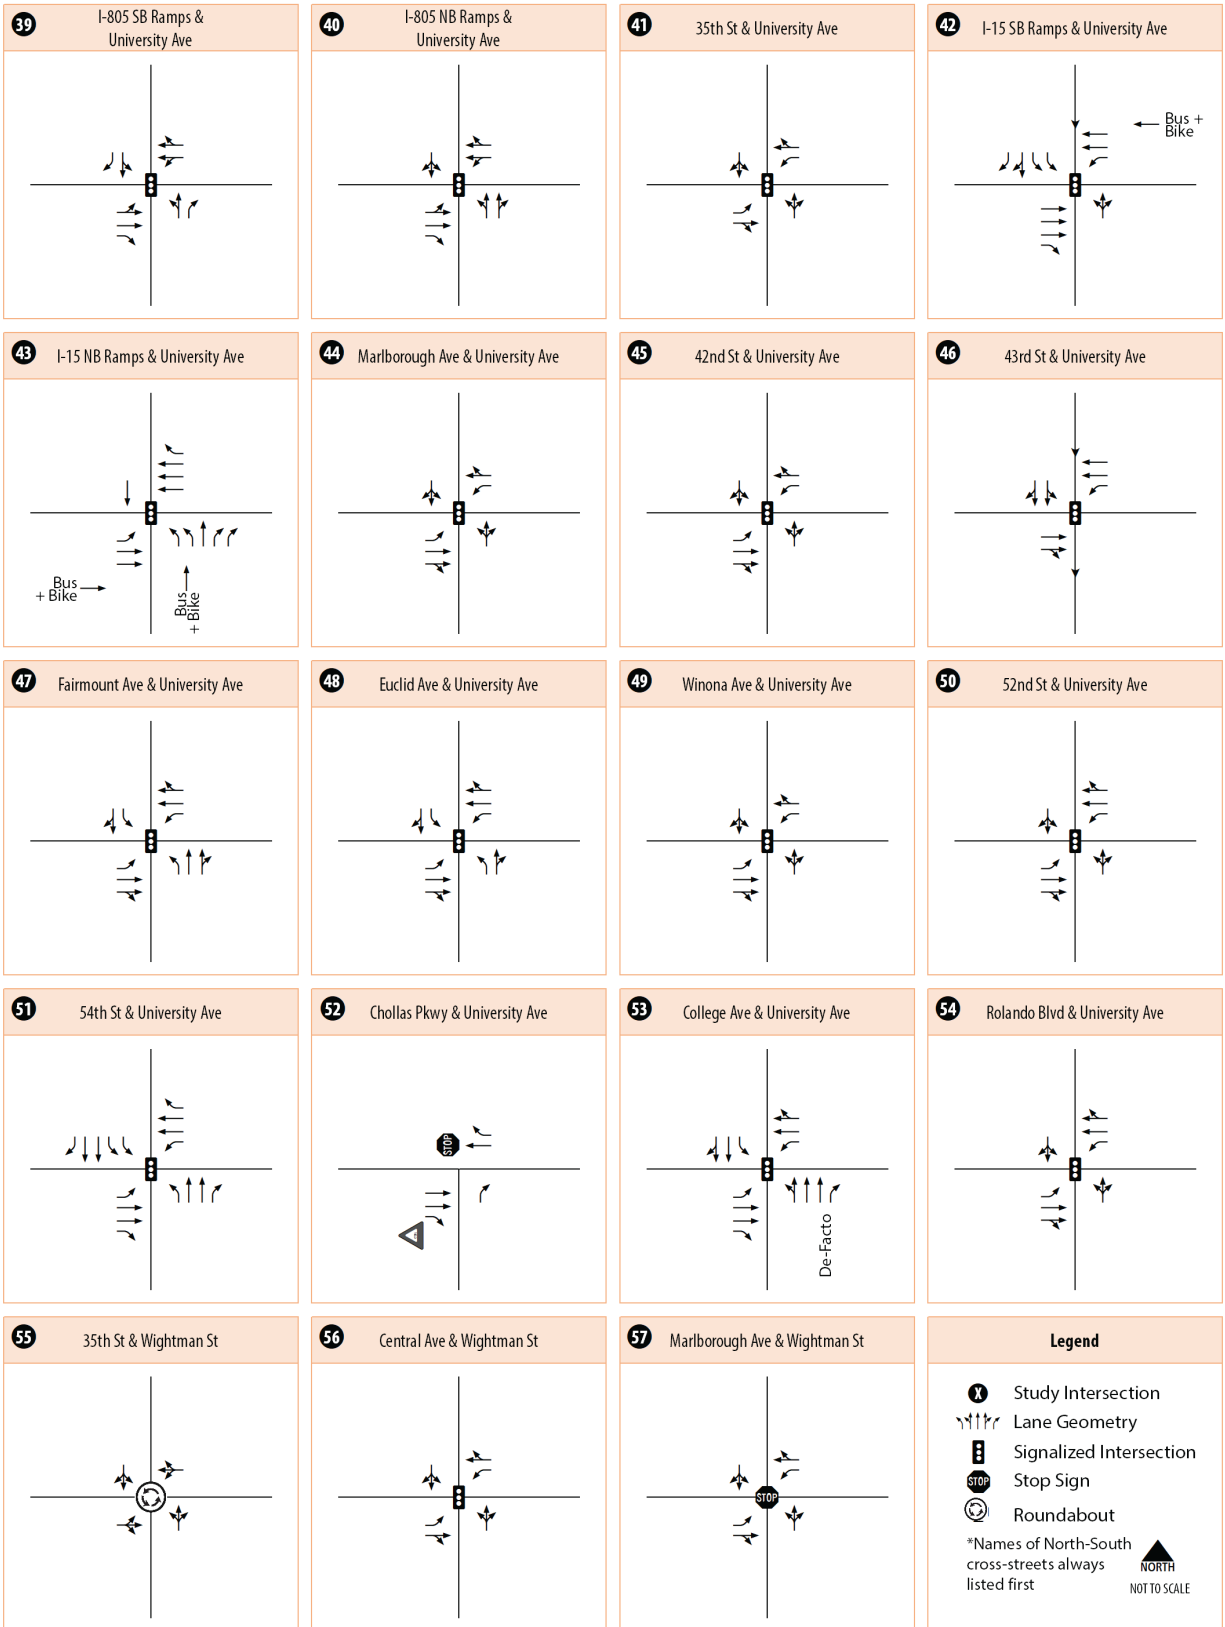 39 I-805 SB Ramps &
University Ave
40 I-805 NB Ramps &
University Ave
41 35th St & University Ave
42 I-15 SB Ramps & University Ave
Bus +
Bike
43 I-15 NB Ramps & University Ave
Bus
+ Bike
Bus
+ Bike
44 Marlborough Ave & University Ave
45 42nd St & University Ave
46 43rd St & University Ave
47 Fairmount Ave & University Ave
48 Euclid Ave & University Ave
49 Winona Ave & University Ave
50 52nd St & University Ave
51 54th St & University Ave
52 Chollas Pkwy & University Ave
STOP
53 College Ave & University Ave
De-Facto
54 Rolando Blvd & University Ave
55 35th St & Wightman St
56 Central Ave & Wightman St
57 Marlborough Ave & Wightman St
STOP
Legend
X Study Intersection
Lane Geometry
Signalized Intersection
STOP Stop Sign
Roundabout
*Names of North-South
cross-streets always
listed first
NORTH
NOT TO SCALE